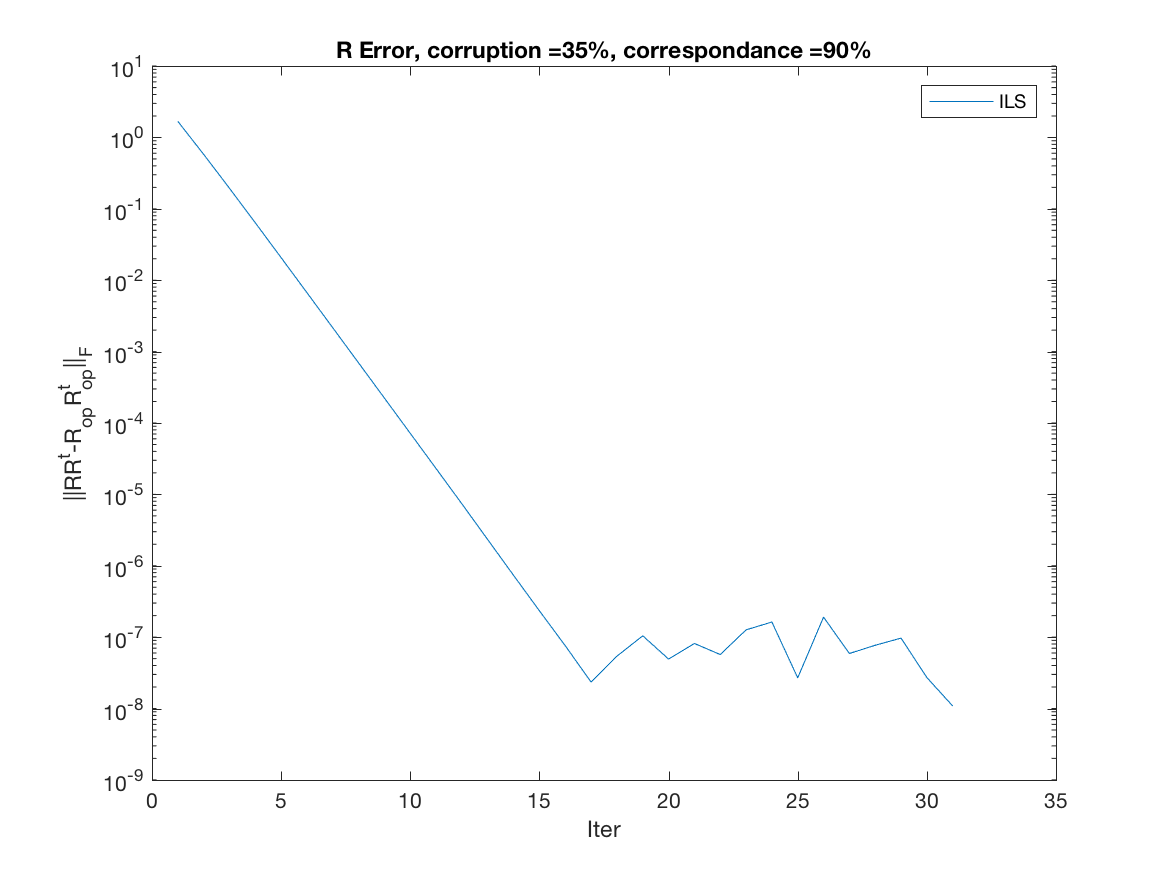 R Error, corruption =35%, correspondance =90%
ILS
10^1
10^0
10^-1
10^-2
10^-3
10^-4
10^-5
10^-6
10^-7
10^-8
10^-9
||RR^t-R_op R^t_op||_F
0 5 10 15 20 25 30 35
Iter